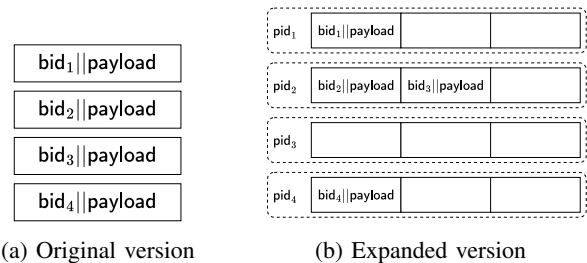 bid₁||payload
bid₂||payload
bid₃||payload
bid₄||payload
(a) Original version
pid₁ bid₁||payload
pid₂ bid₂||payload bid₃||payload
pid₃
pid₄ bid₄||payload
(b) Expanded version